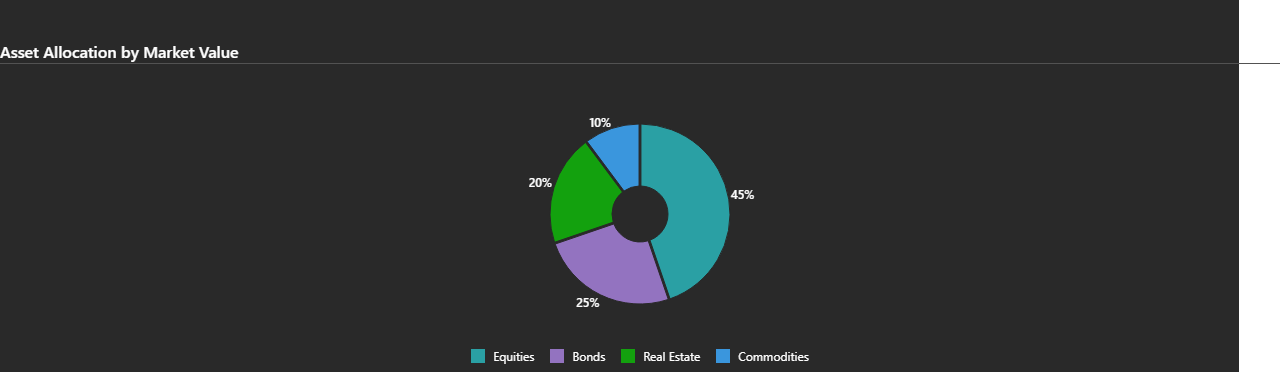 Asset Allocation by Market Value
10%
20%
45%
25%
Equities Bonds Real Estate Commodities